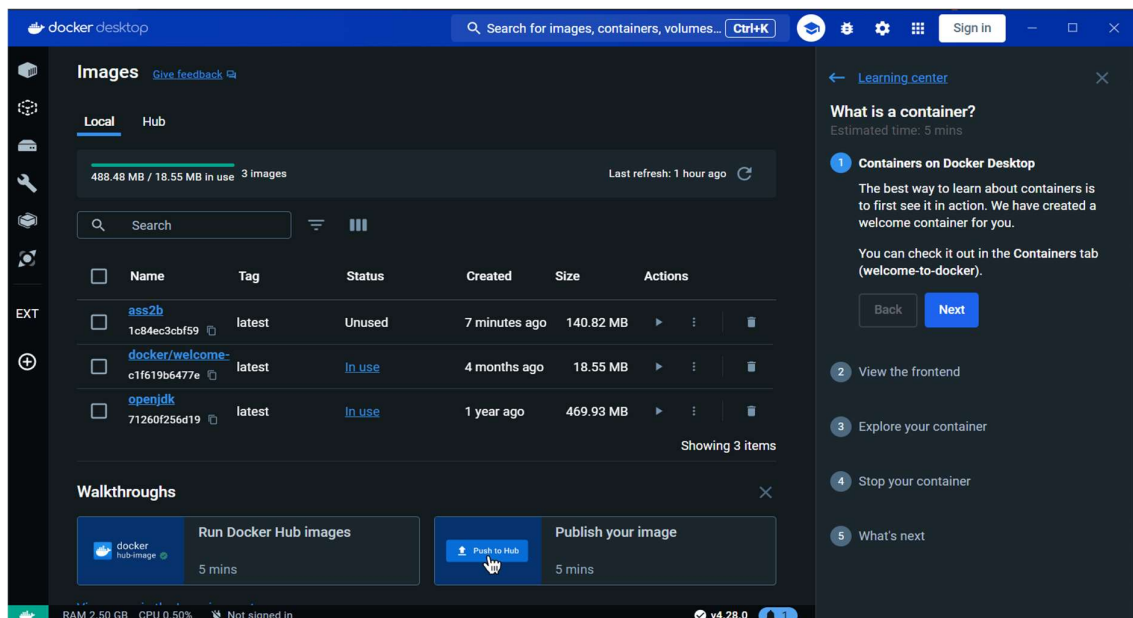 docker desktop
Search for images, containers, volumes... Ctrl+K
Sign in
Images Give feedback
Local Hub
488.48 MB / 18.55 MB in use 3 images
Last refresh: 1 hour ago
Search
Name Tag Status Created Size Actions
ass2b
1c84ec3cbf59 latest Unused 7 minutes ago 140.82 MB
docker/welcome-
c1f619b6477e latest In use 4 months ago 18.55 MB
openjdk
71260f256d19 latest In use 1 year ago 469.93 MB
Showing 3 items
EXT
Walkthroughs
docker
hub-image
Run Docker Hub images
5 mins
Push to Hub
Publish your image
5 mins
RAM 2.50 GB CPU 0.50% Not signed in
v4.28.0 1
Learning center
What is a container?
Estimated time: 5 mins
1 Containers on Docker Desktop
The best way to learn about containers is
to first see it in action. We have created a
welcome container for you.
You can check it out in the Containers tab
(welcome-to-docker).
Back Next
2 View the frontend
3 Explore your container
4 Stop your container
5 What's next